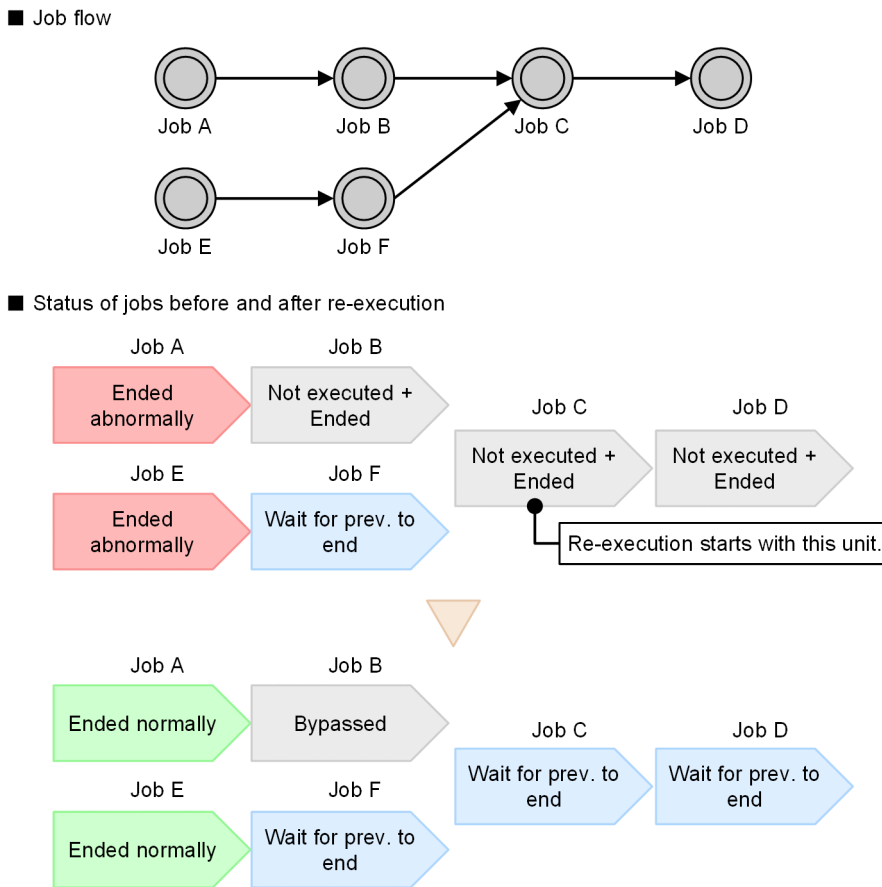 ■ Job flow
Job A
Job B
Job C
Job D
Job E
Job F
■ Status of jobs before and after re-execution
Job A
Job B
Ended
abnormally
Not executed +
Ended
Job C
Job D
Not executed +
Ended
Not executed +
Ended
Job E
Job F
Ended
abnormally
Wait for prev. to
end
Re-execution starts with this unit.
Job A
Job B
Ended normally
Bypassed
Job C
Job D
Wait for prev. to
end
Wait for prev. to
end
Job E
Job F
Ended normally
Wait for prev. to
end